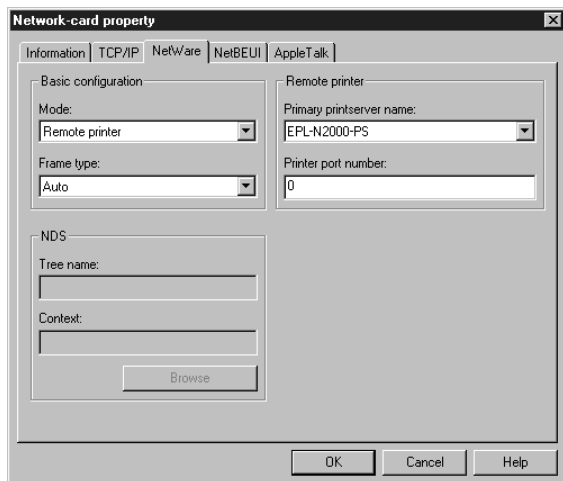 Network-card property
Information TCP/IP NetWare NetBEUI AppleTalk
Basic configuration
Mode:
Remote printer
Frame type:
Auto
Remote printer
Primary printserver name:
EPL-N2000-PS
Printer port number:
0
NDS
Tree name:
Context:
Browse
OK Cancel Help